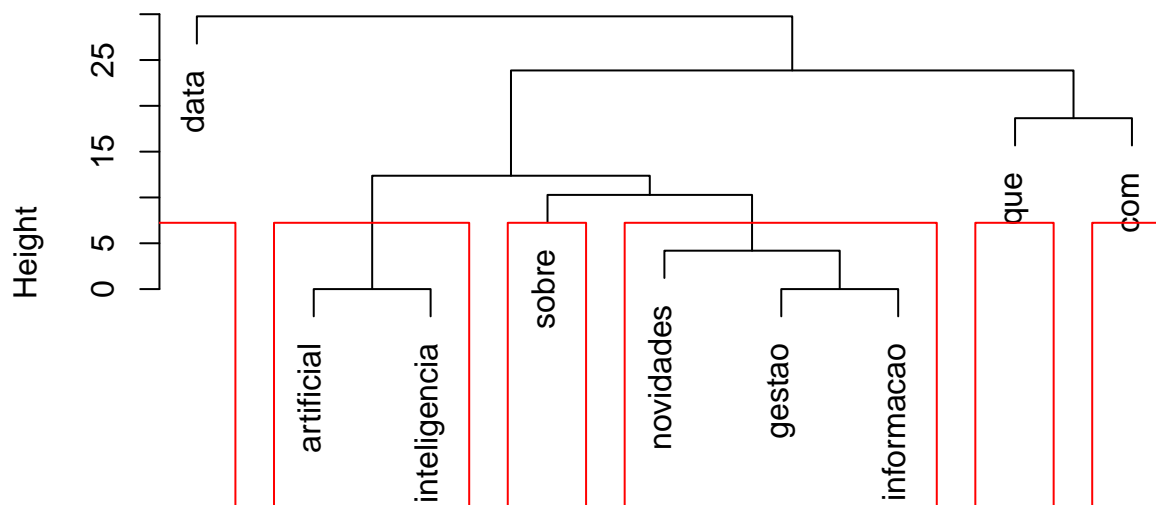 Height
0
5
15
25
data
artificial
inteligencia
sobre
novidades
gestao
informacao
que
com